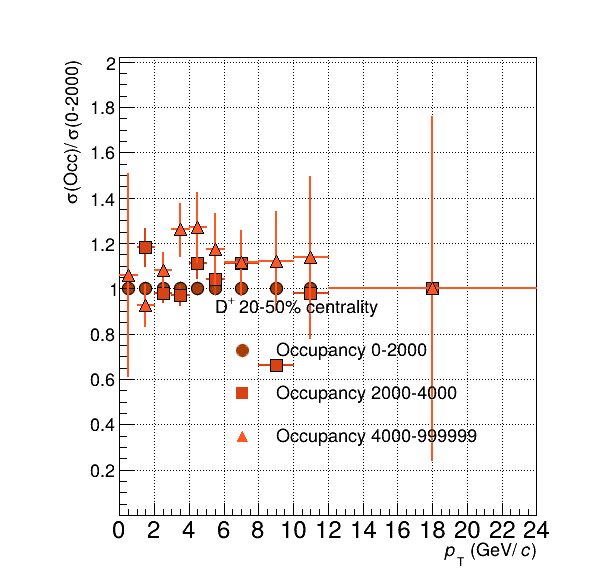 σ(Occ)/ σ(0-2000)
2
1.8
1.6
1.4
1.2
1
0.8
0.6
0.4
0.2
D⁺ 20-50% centrality
Occupancy 0-2000
Occupancy 2000-4000
Occupancy 4000-999999
0 2 4 6 8 10 12 14 16 18 20 22 24
p_T (GeV/c)